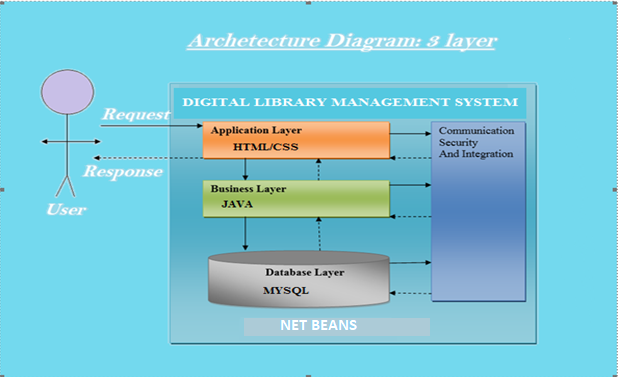 Archetecture Diagram: 3 layer
DIGITAL LIBRARY MANAGEMENT SYSTEM
Request
Response
User
Application Layer
HTML/CSS
Business Layer
JAVA
Database Layer
MYSQL
Communication
Security
And Integration
NET BEANS